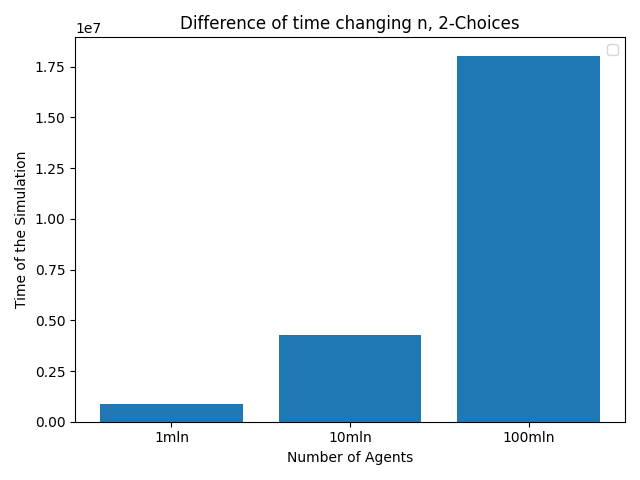 Difference of time changing n, 2-Choices
1e7
1.75
1.50
1.25
1.00
0.75
0.50
0.25
0.00
Time of the Simulation
1mln
10mln
100mln
Number of Agents